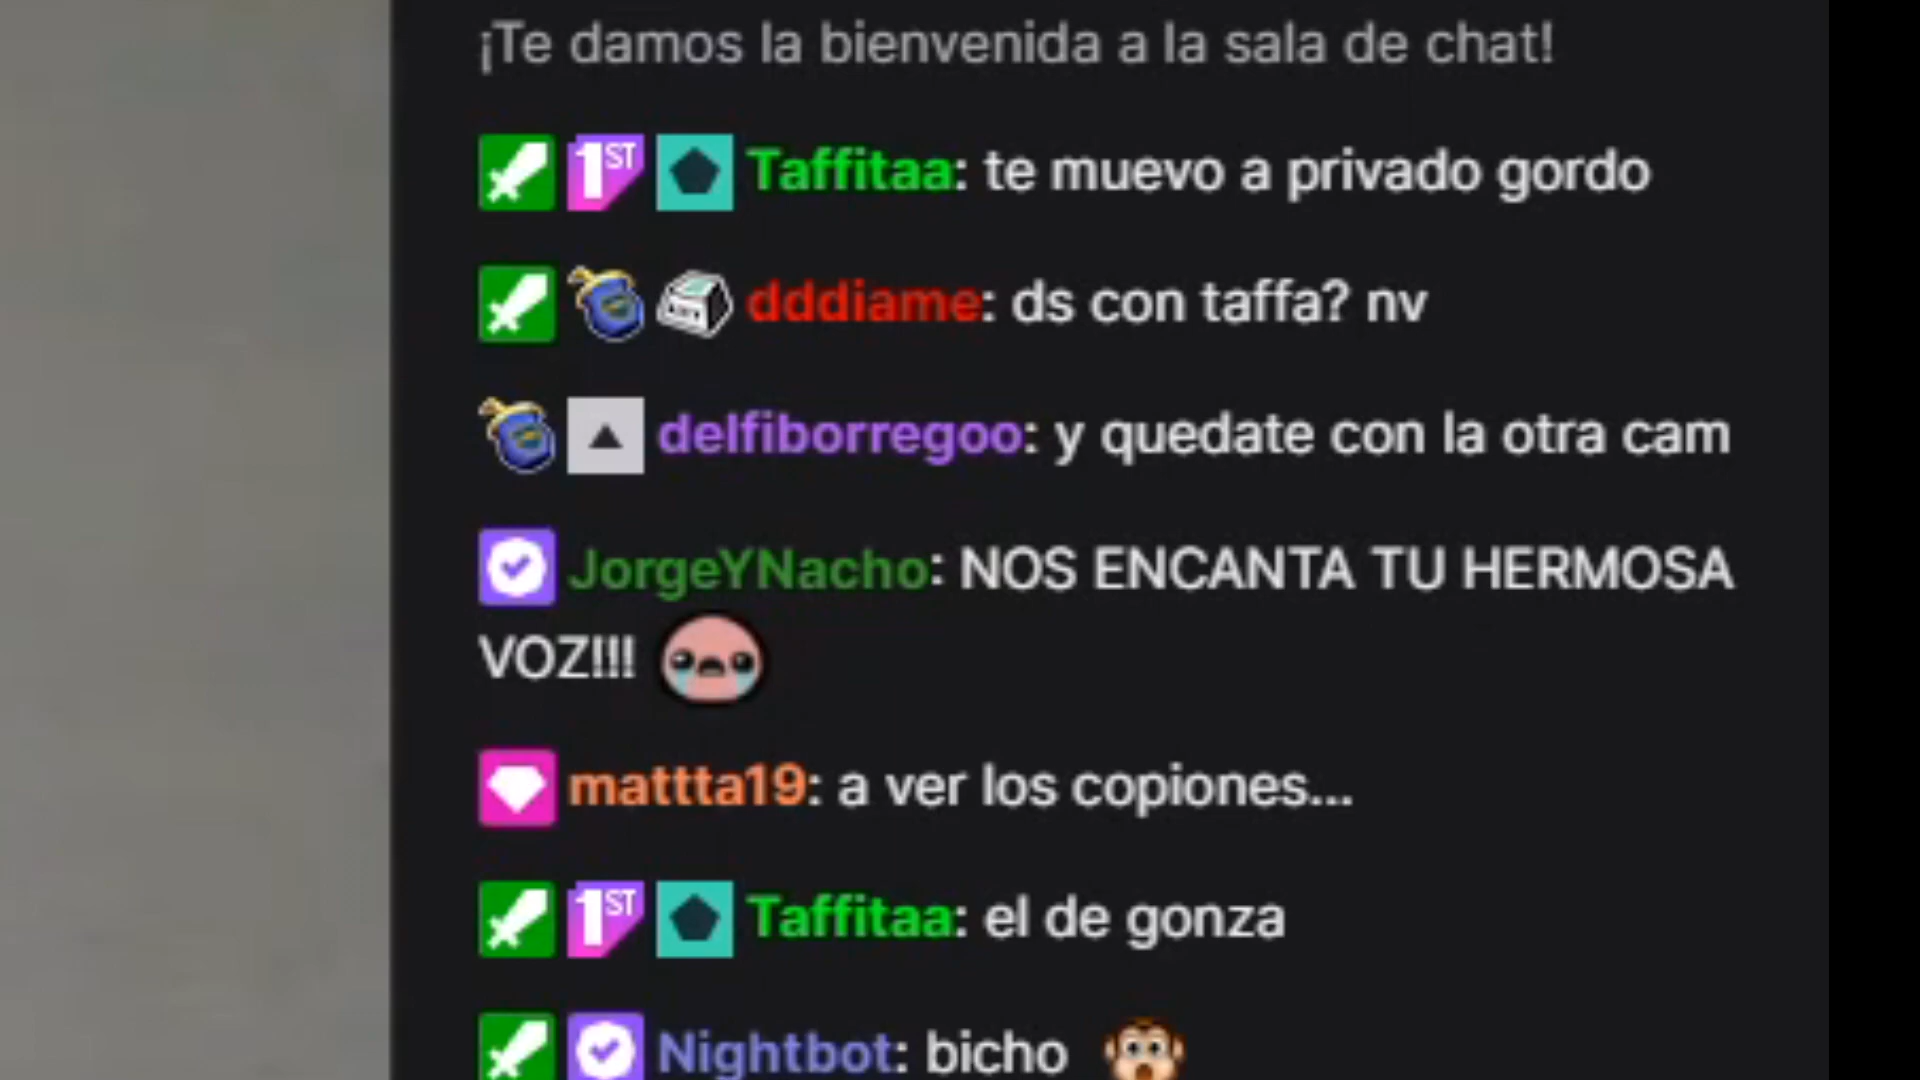 ¡Te damos la bienvenida a la sala de chat!
1ST Taffitaa: te muevo a privado gordo
dddiame: ds con taffa? nv
delfiborregoo: y quedate con la otra cam
JorgeYNacho: NOS ENCANTA TU HERMOSA
VOZ!!!
mattta19: a ver los copiones...
1ST Taffitaa: el de gonza
Nightbot: bicho